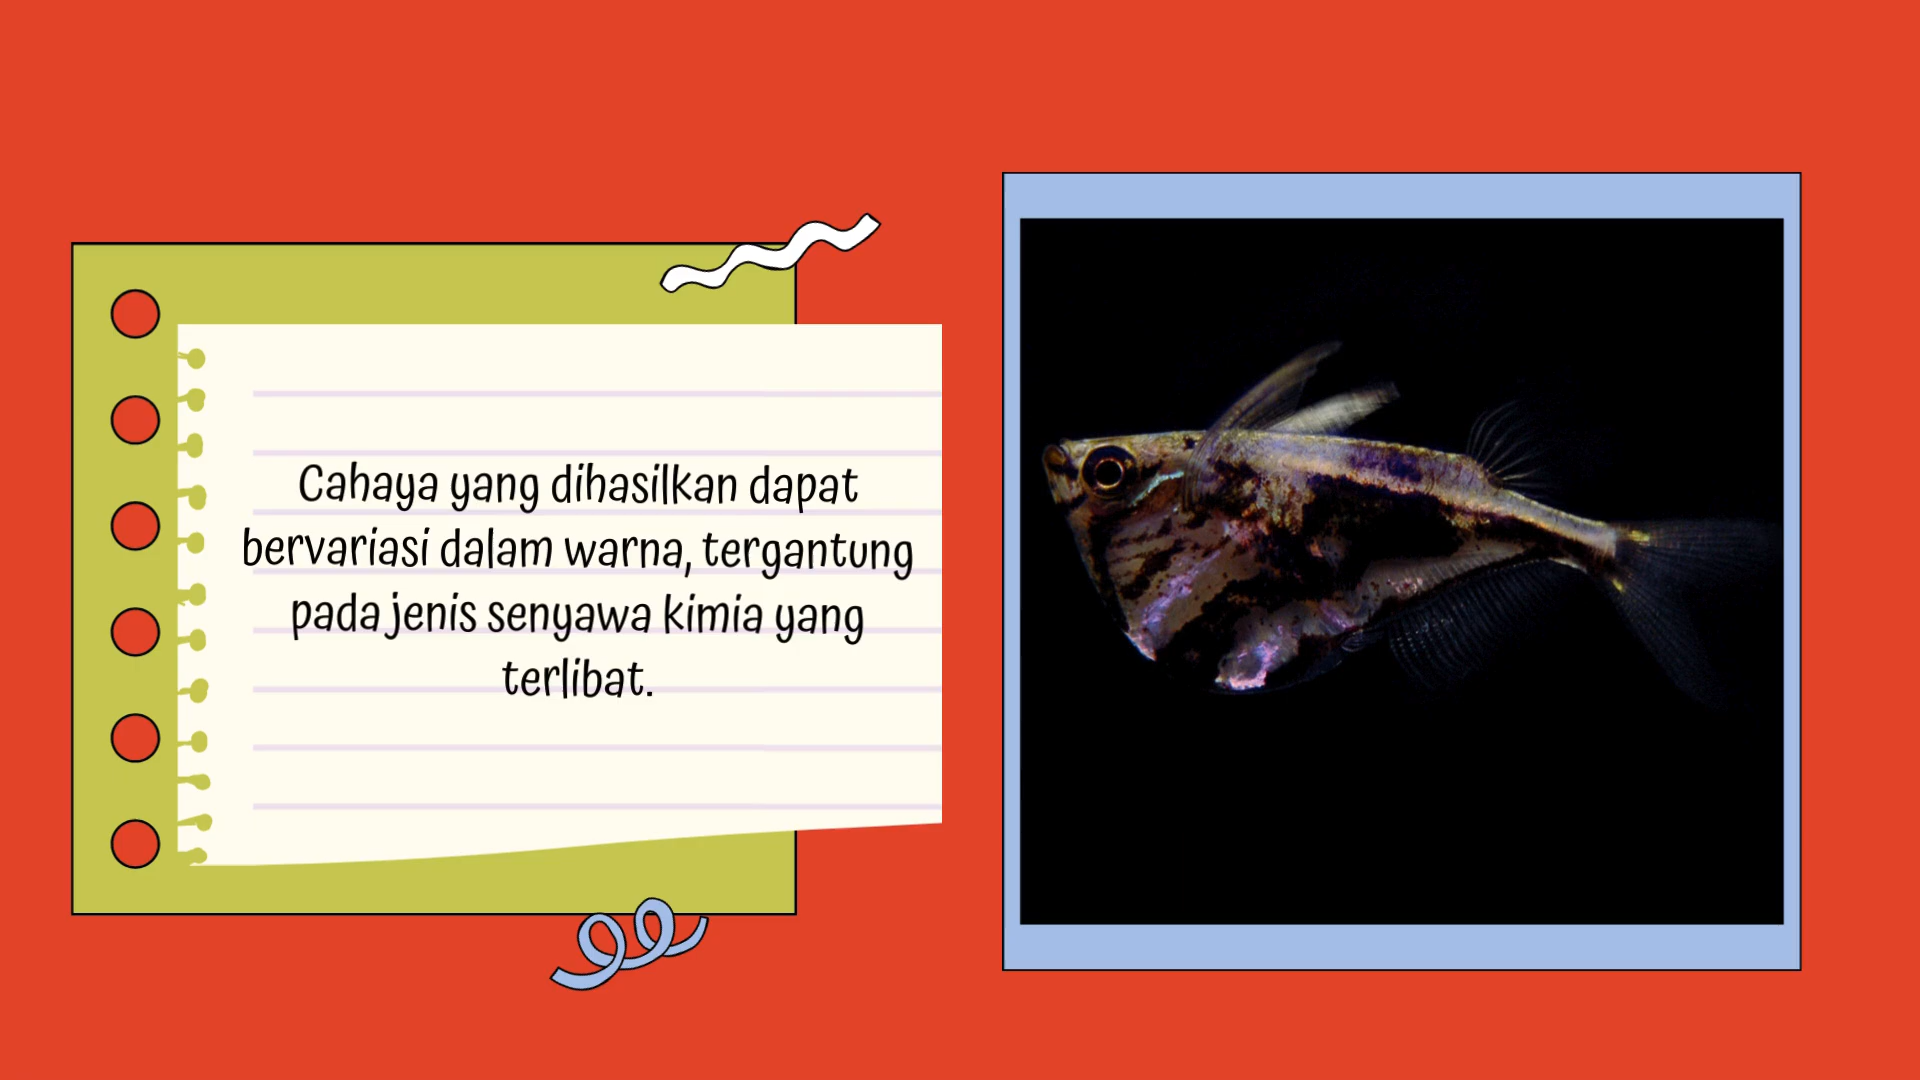 Cahaya yang dihasilkan dapat
bervariasi dalam warna, tergantung
pada jenis senyawa kimia yang
terlibat.